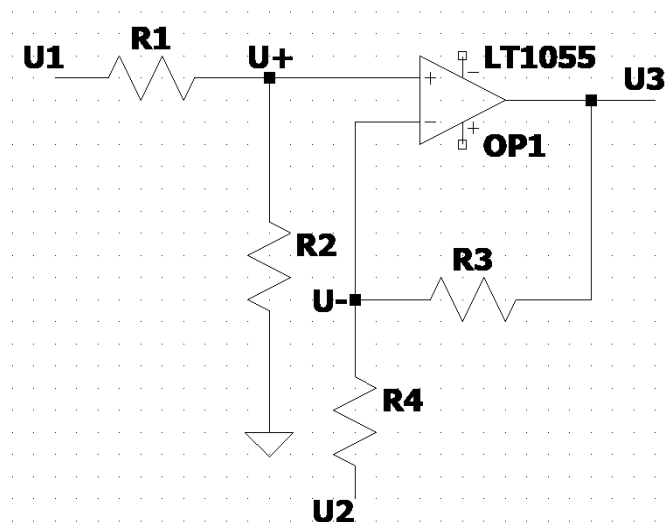 R1
U1
U+
LT1055
U3
+
−
−
+
OP1
R2
R3
U-
R4
U2